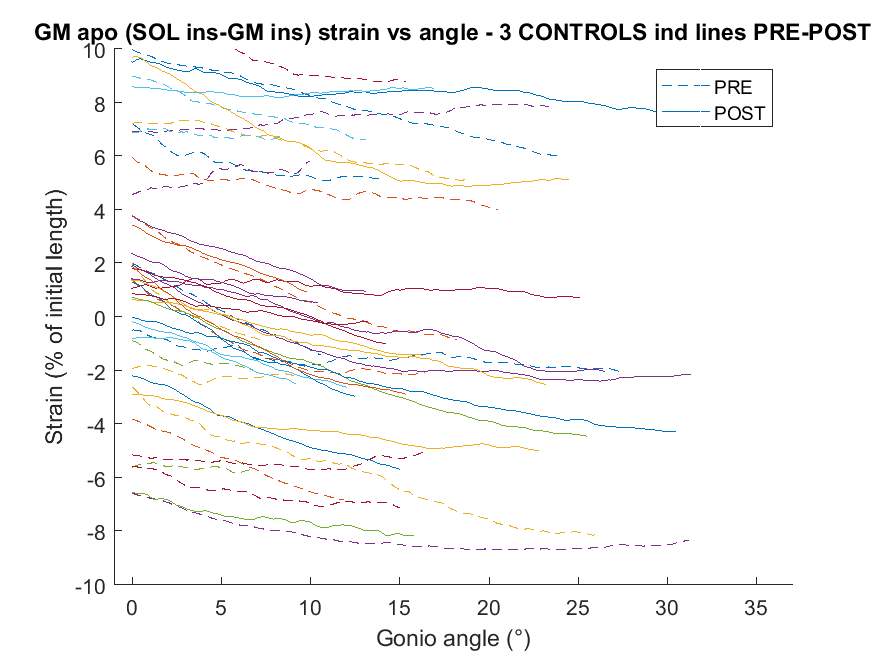 GM apo (SOL ins-GM ins) strain vs angle - 3 CONTROLS ind lines PRE-POST
PRE
POST
Strain (% of initial length)
10
8
6
4
2
0
-2
-4
-6
-8
-10
0 5 10 15 20 25 30 35
Gonio angle (°)